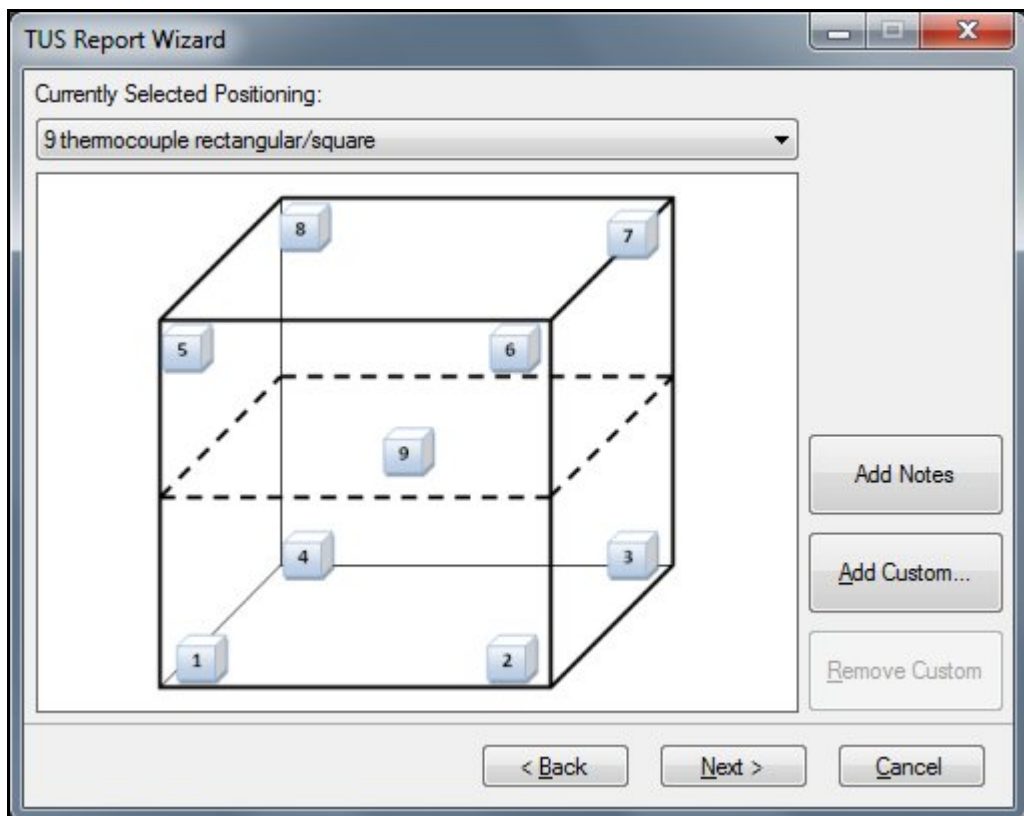 TUS Report Wizard
Currently Selected Positioning:
9 thermocouple rectangular/square
8
7
5
6
9
4
3
1
2
Add Notes
Add Custom...
Remove Custom
< Back
Next >
Cancel